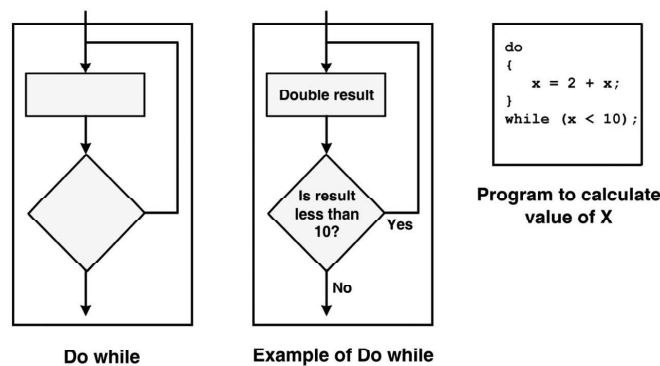 Double result
Is result
less than
10?
Yes
No
do
{
x = 2 + x;
}
while (x < 10);
Program to calculate
value of X
Do while
Example of Do while